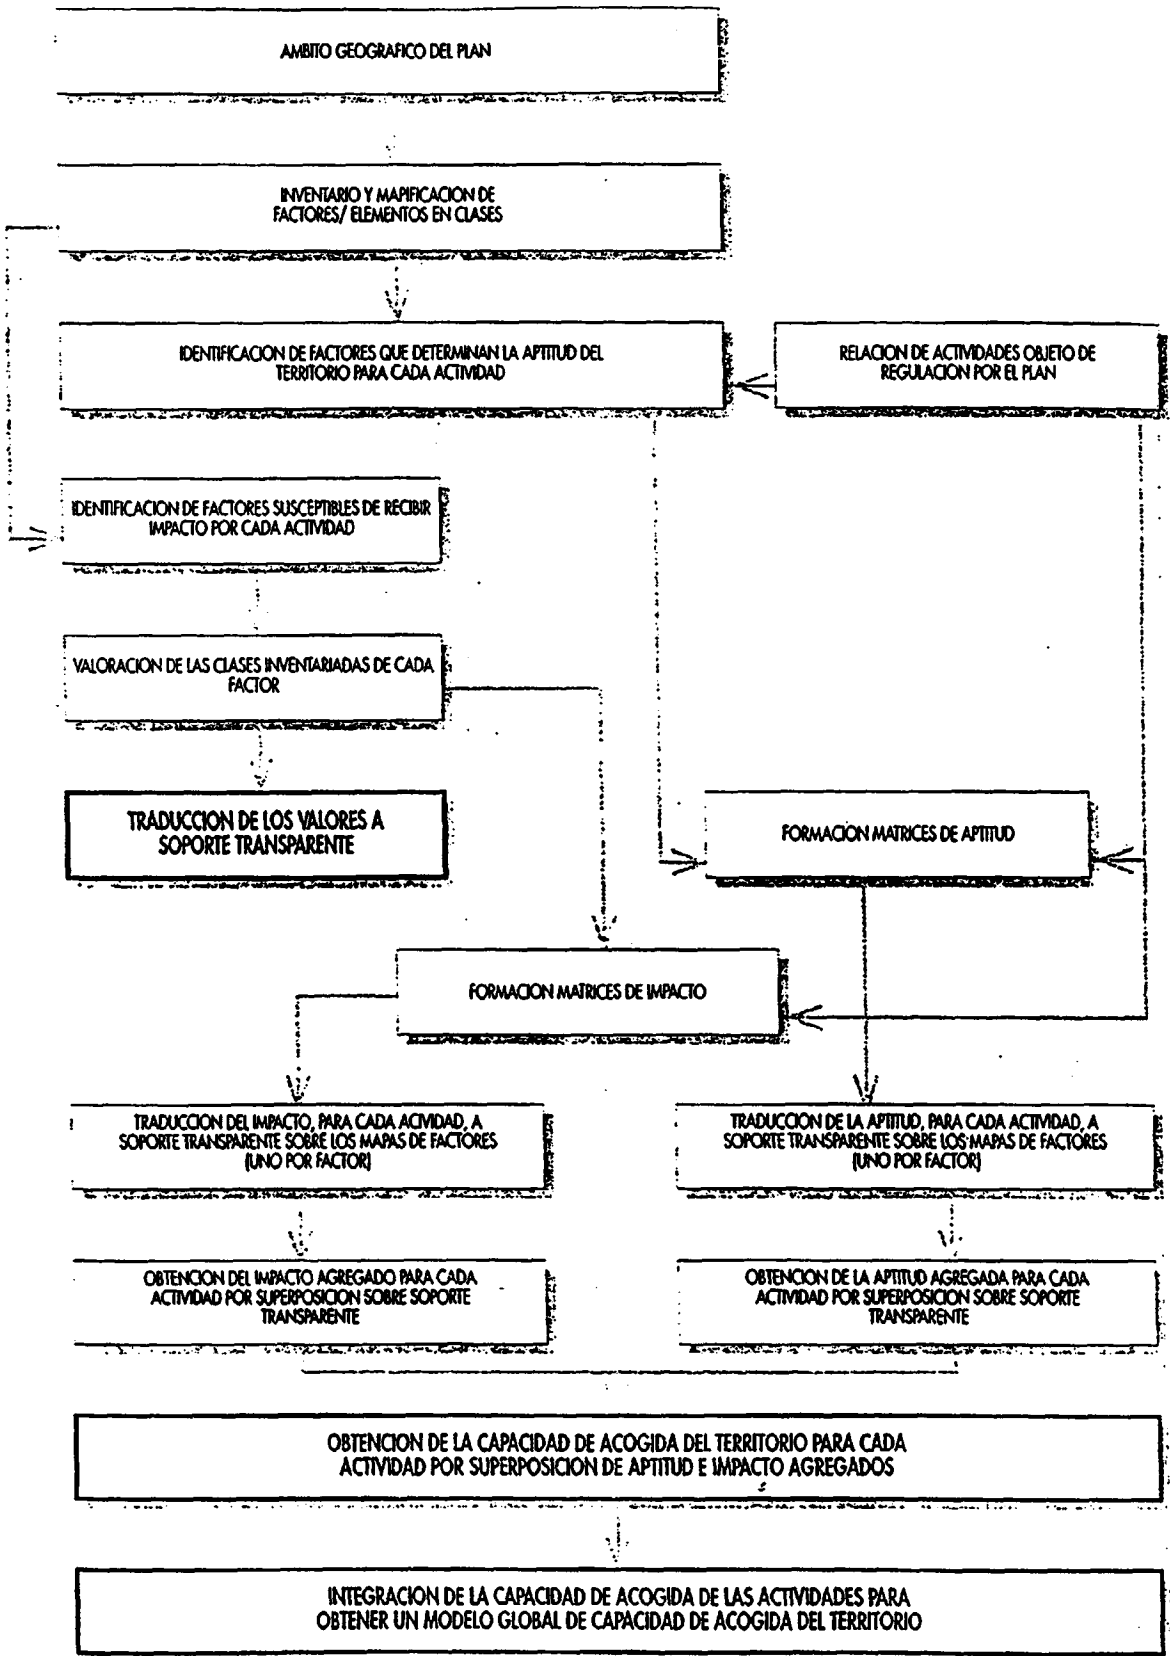 AMBITO GEOGRAFICO DEL PLAN
INVENTARIO Y MAPIFICACION DE
FACTORES/ ELEMENTOS EN CLASES
IDENTIFICACION DE FACTORES QUE DETERMINAN LA APTITUD DEL
TERRITORIO PARA CADA ACTIVIDAD
RELACION DE ACTIVIDADES OBJETO DE
REGULACION POR EL PLAN
IDENTIFICACION DE FACTORES SUSCEPTIBLES DE RECIBIR
IMPACTO POR CADA ACTIVIDAD
VALORACION DE LAS CLASES INVENTARIADAS DE CADA
FACTOR
TRADUCCION DE LOS VALORES A
SOPORTE TRANSPARENTE
FORMACION MATRICES DE APTITUD
FORMACION MATRICES DE IMPACTO
TRADUCCION DEL IMPACTO, PARA CADA ACTIVIDAD, A
SOPORTE TRANSPARENTE SOBRE LOS MAPAS DE FACTORES
(UNO POR FACTOR)
TRADUCCION DE LA APTITUD, PARA CADA ACTIVIDAD, A
SOPORTE TRANSPARENTE SOBRE LOS MAPAS DE FACTORES
(UNO POR FACTOR)
OBTENCION DEL IMPACTO AGREGADO PARA CADA
ACTIVIDAD POR SUPERPOSICION SOBRE SOPORTE
TRANSPARENTE
OBTENCION DE LA APTITUD AGREGADA PARA CADA
ACTIVIDAD POR SUPERPOSICION SOBRE SOPORTE
TRANSPARENTE
OBTENCION DE LA CAPACIDAD DE ACOGIDA DEL TERRITORIO PARA CADA
ACTIVIDAD POR SUPERPOSICION DE APTITUD E IMPACTO AGREGADOS
INTEGRACION DE LA CAPACIDAD DE ACOGIDA DE LAS ACTIVIDADES PARA
OBTENER UN MODELO GLOBAL DE CAPACIDAD DE ACOGIDA DEL TERRITORIO